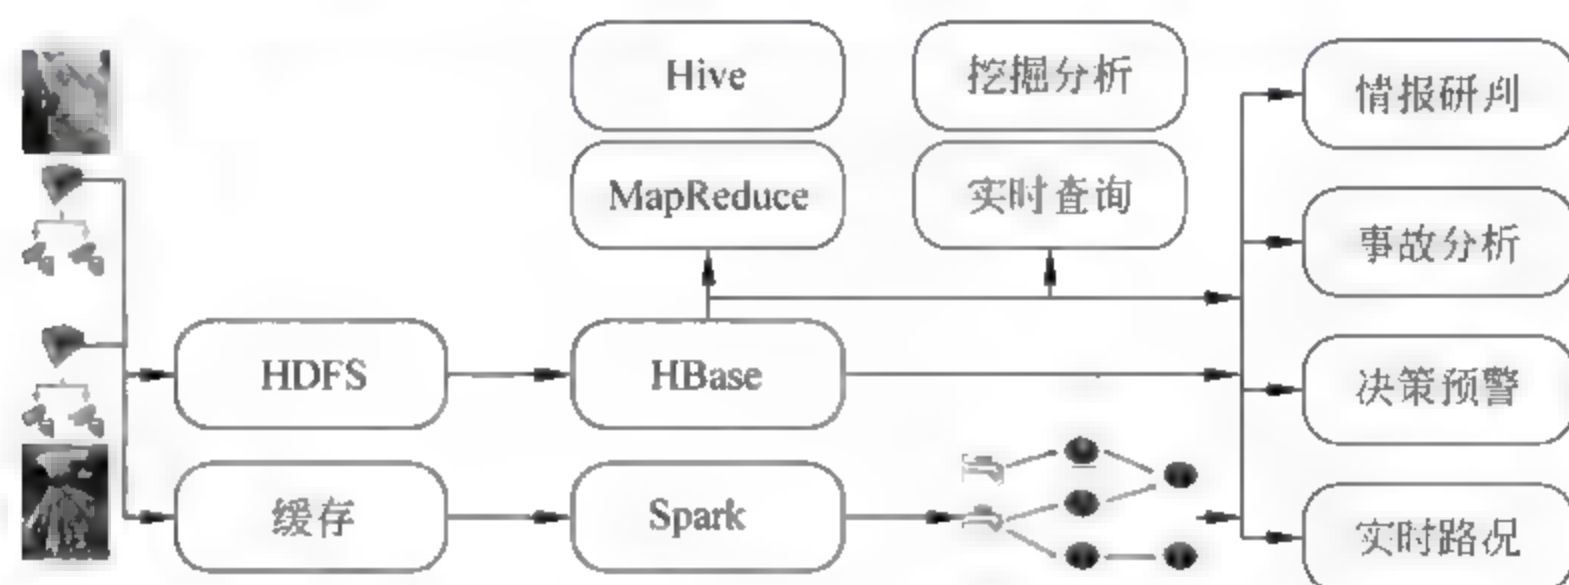 Hive
挖掘分析
情报研判
MapReduce
实时查询
事故分析
HDFS
HBase
决策预警
缓存
Spark
实时路况